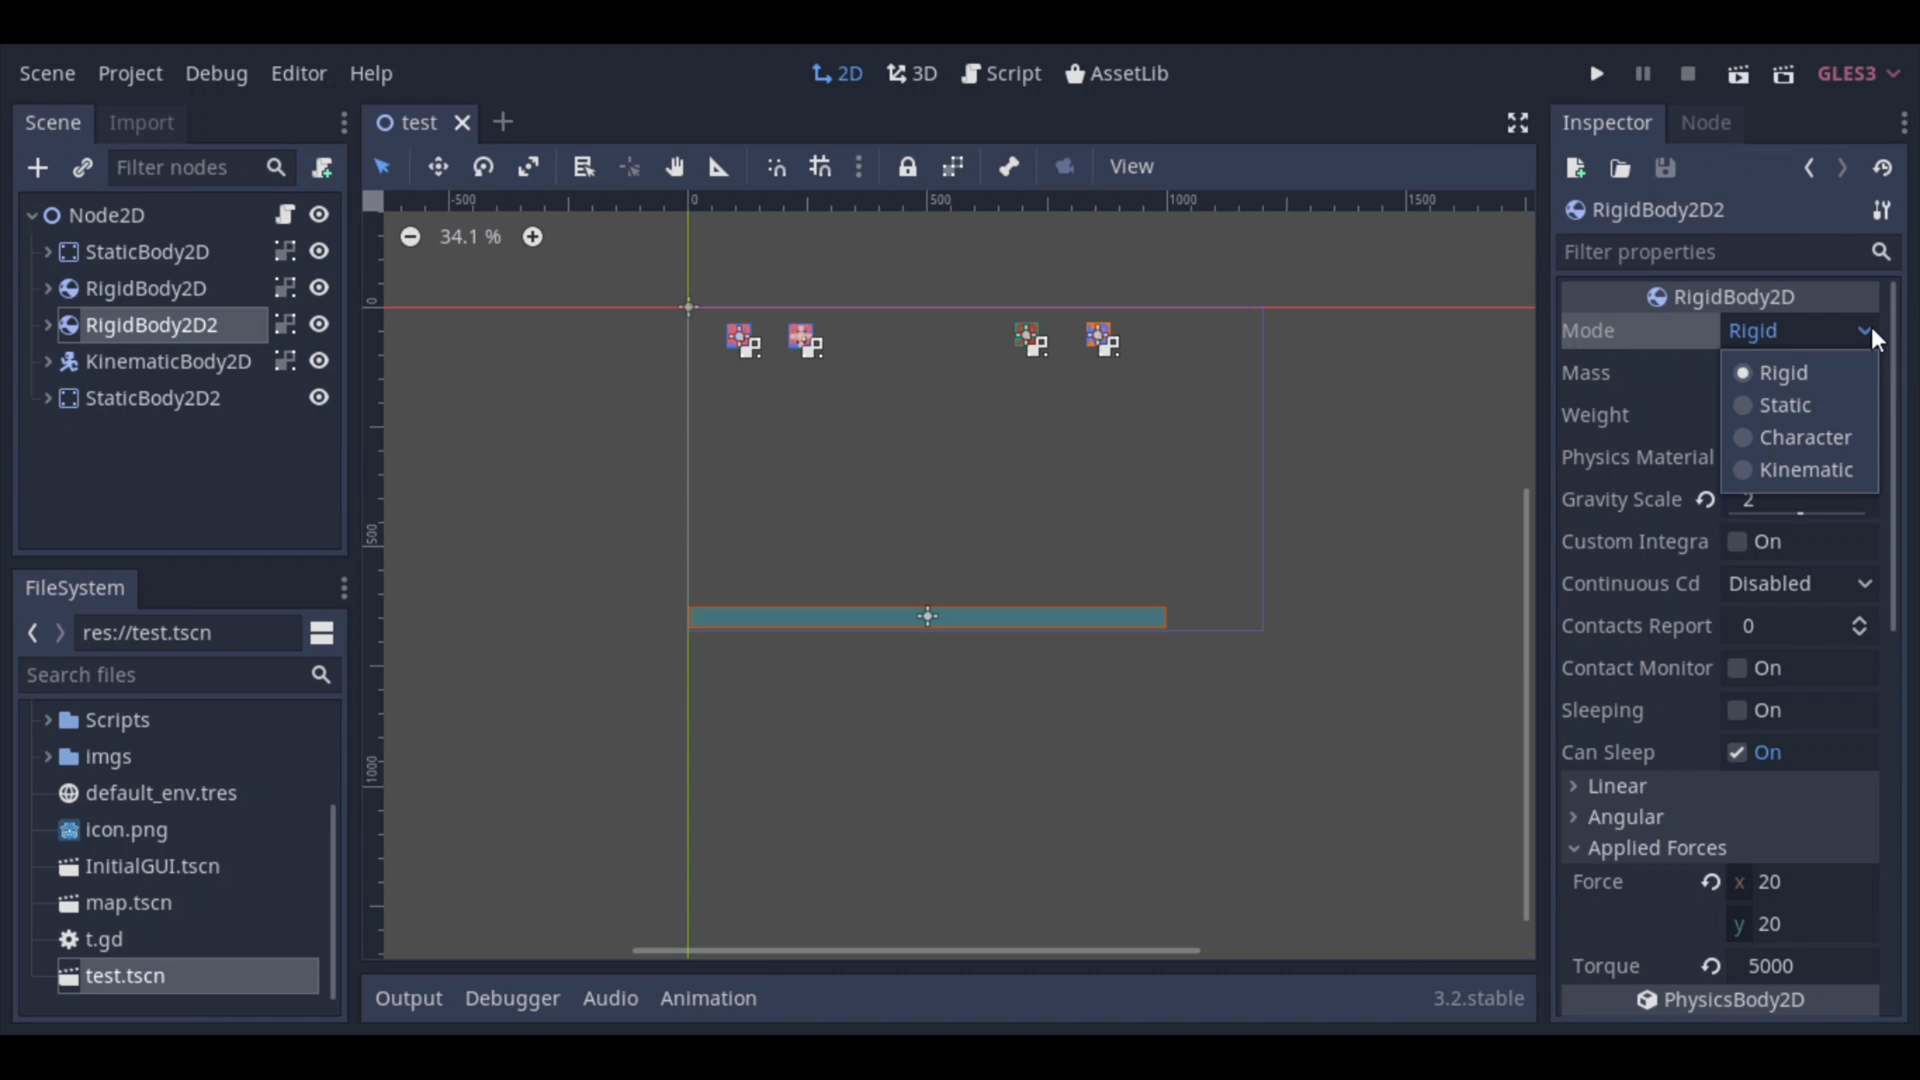 Scene Project Debug Editor Help
2D 3D Script AssetLib
GLES3
Scene Import
Filter nodes
Node2D
StaticBody2D
RigidBody2D
RigidBody2D2
KinematicBody2D
StaticBody2D2
FileSystem
res://test.tscn
Search files
Scripts
imgs
default_env.tres
icon.png
InitialGUI.tscn
map.tscn
t.gd
test.tscn
test
View
-500 0 500 1000 1500
34.1 %
0
500
1000
Output Debugger Audio Animation
3.2.stable
Inspector Node
RigidBody2D2
Filter properties
RigidBody2D
Mode Rigid
Rigid
Static
Character
Kinematic
Mass
Weight
Physics Material
Gravity Scale 2
Custom Integra On
Continuous Cd Disabled
Contacts Report 0
Contact Monitor On
Sleeping On
Can Sleep On
Linear
Angular
Applied Forces
Force x 20
y 20
Torque 5000
PhysicsBody2D